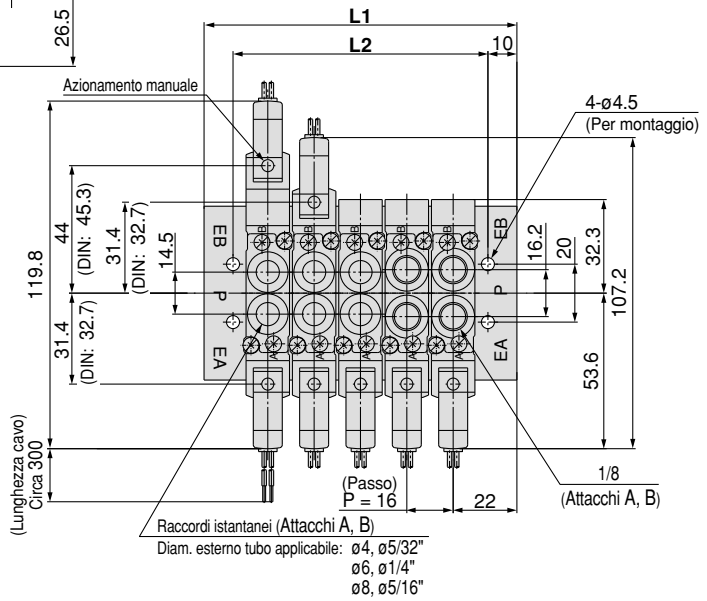 26.5
L1
L2
10
Azionamento manuale
4-ø4.5
(Per montaggio)
119.8
44
(DIN: 45.3)
31.4
(DIN: 32.7)
14.5
31.4
(DIN: 32.7)
(Lunghezza cavo)
Circa 300
EB
P
EA
B B B B B
A A A A A
EB
P
EA
16.2
20
32.3
107.2
53.6
(Passo)
P = 16
22
1/8
(Attacchi A, B)
Raccordi istantanei (Attacchi A, B)
Diam. esterno tubo applicabile: ø4, ø5/32"
ø6, ø1/4"
ø8, ø5/16"